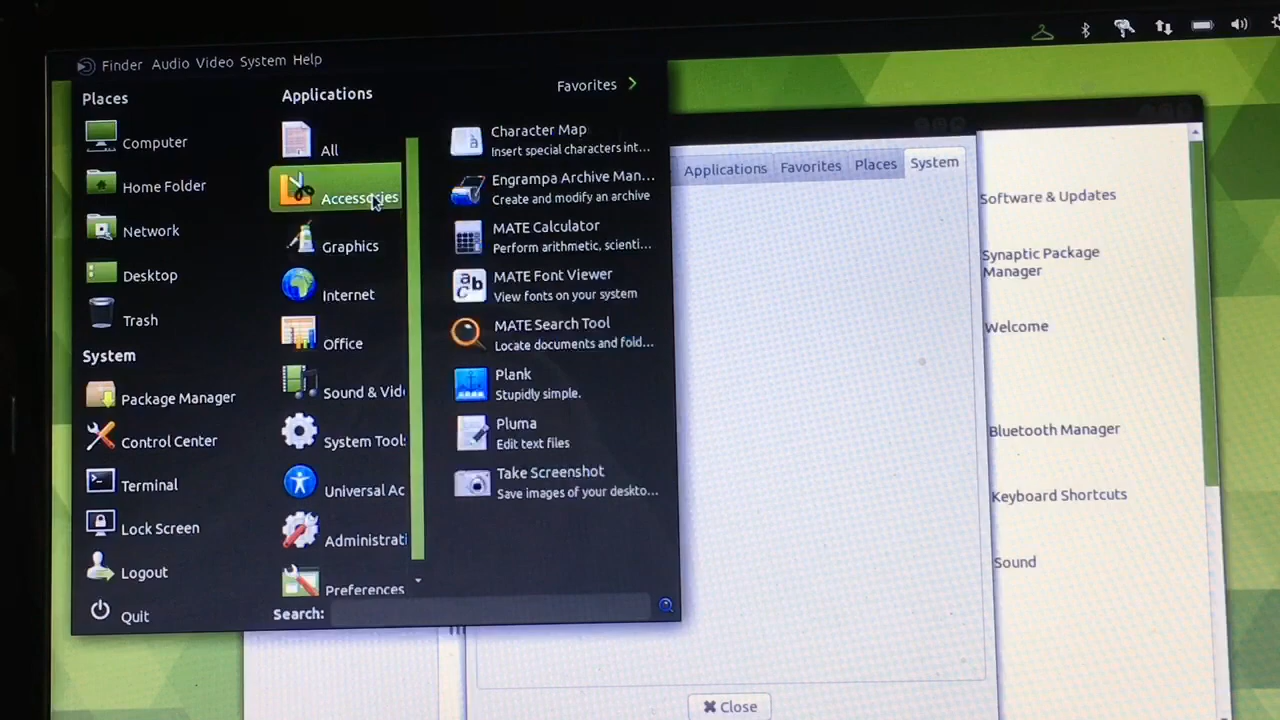 Finder Audio Video System Help
Places
Computer
Home Folder
Network
Desktop
Trash
System
Package Manager
Control Center
Terminal
Lock Screen
Logout
Quit
Applications
All
Accessories
Graphics
Internet
Office
Sound & Vide
System Tools
Universal Ac
Administrati
Preferences
Search:
Favorites
Character Map
Insert special characters int...
Engrampa Archive Man...
Create and modify an archive
MATE Calculator
Perform arithmetic, scienti...
MATE Font Viewer
View fonts on your system
MATE Search Tool
Locate documents and fold...
Plank
Stupidly simple.
Pluma
Edit text files
Take Screenshot
Save images of your deskto...
Applications Favorites Places System
Close
Software & Updates
Synaptic Package
Manager
Welcome
Bluetooth Manager
Keyboard Shortcuts
Sound